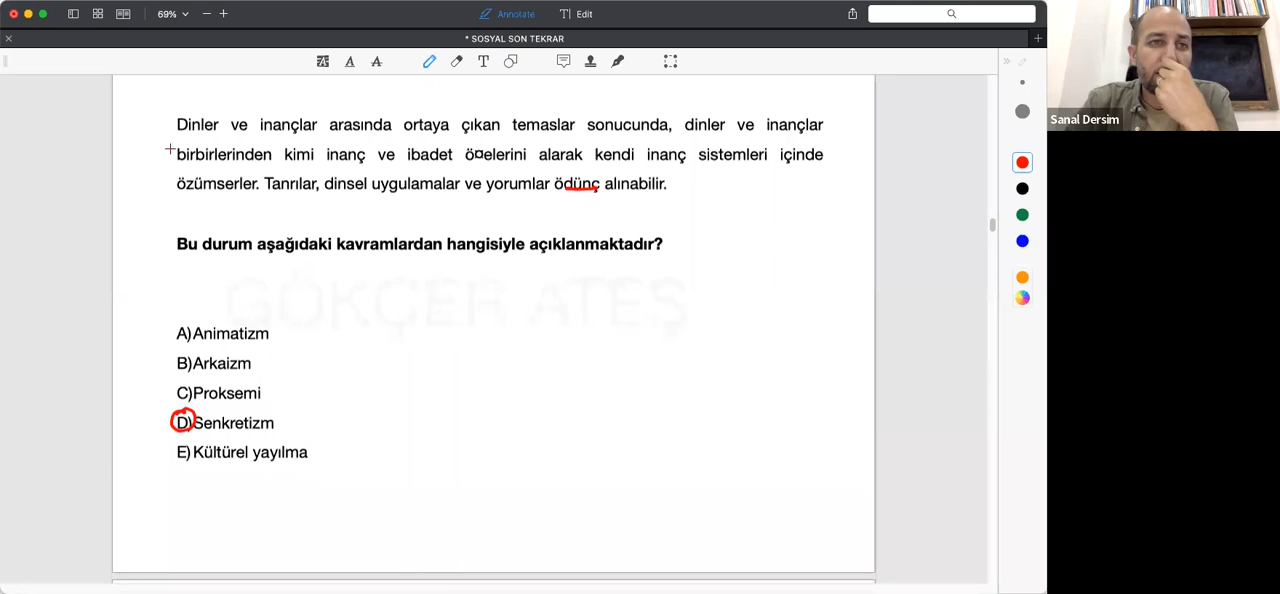 69%
Annotate
Edit
* SOSYAL SON TEKRAR
Dinler ve inançlar arasında ortaya çıkan temaslar sonucunda, dinler ve inançlar
birbirlerinden kimi inanç ve ibadet ö¤elerini alarak kendi inanç sistemleri içinde
özümserler. Tanrılar, dinsel uygulamalar ve yorumlar ödünç alınabilir.
Bu durum aşağıdaki kavramlardan hangisiyle açıklanmaktadır?
GÖKÇER ATEŞ
A) Animatizm
B) Arkaizm
C) Proksemi
D) Senkretizm
E) Kültürel yayılma
Sanal Dersim